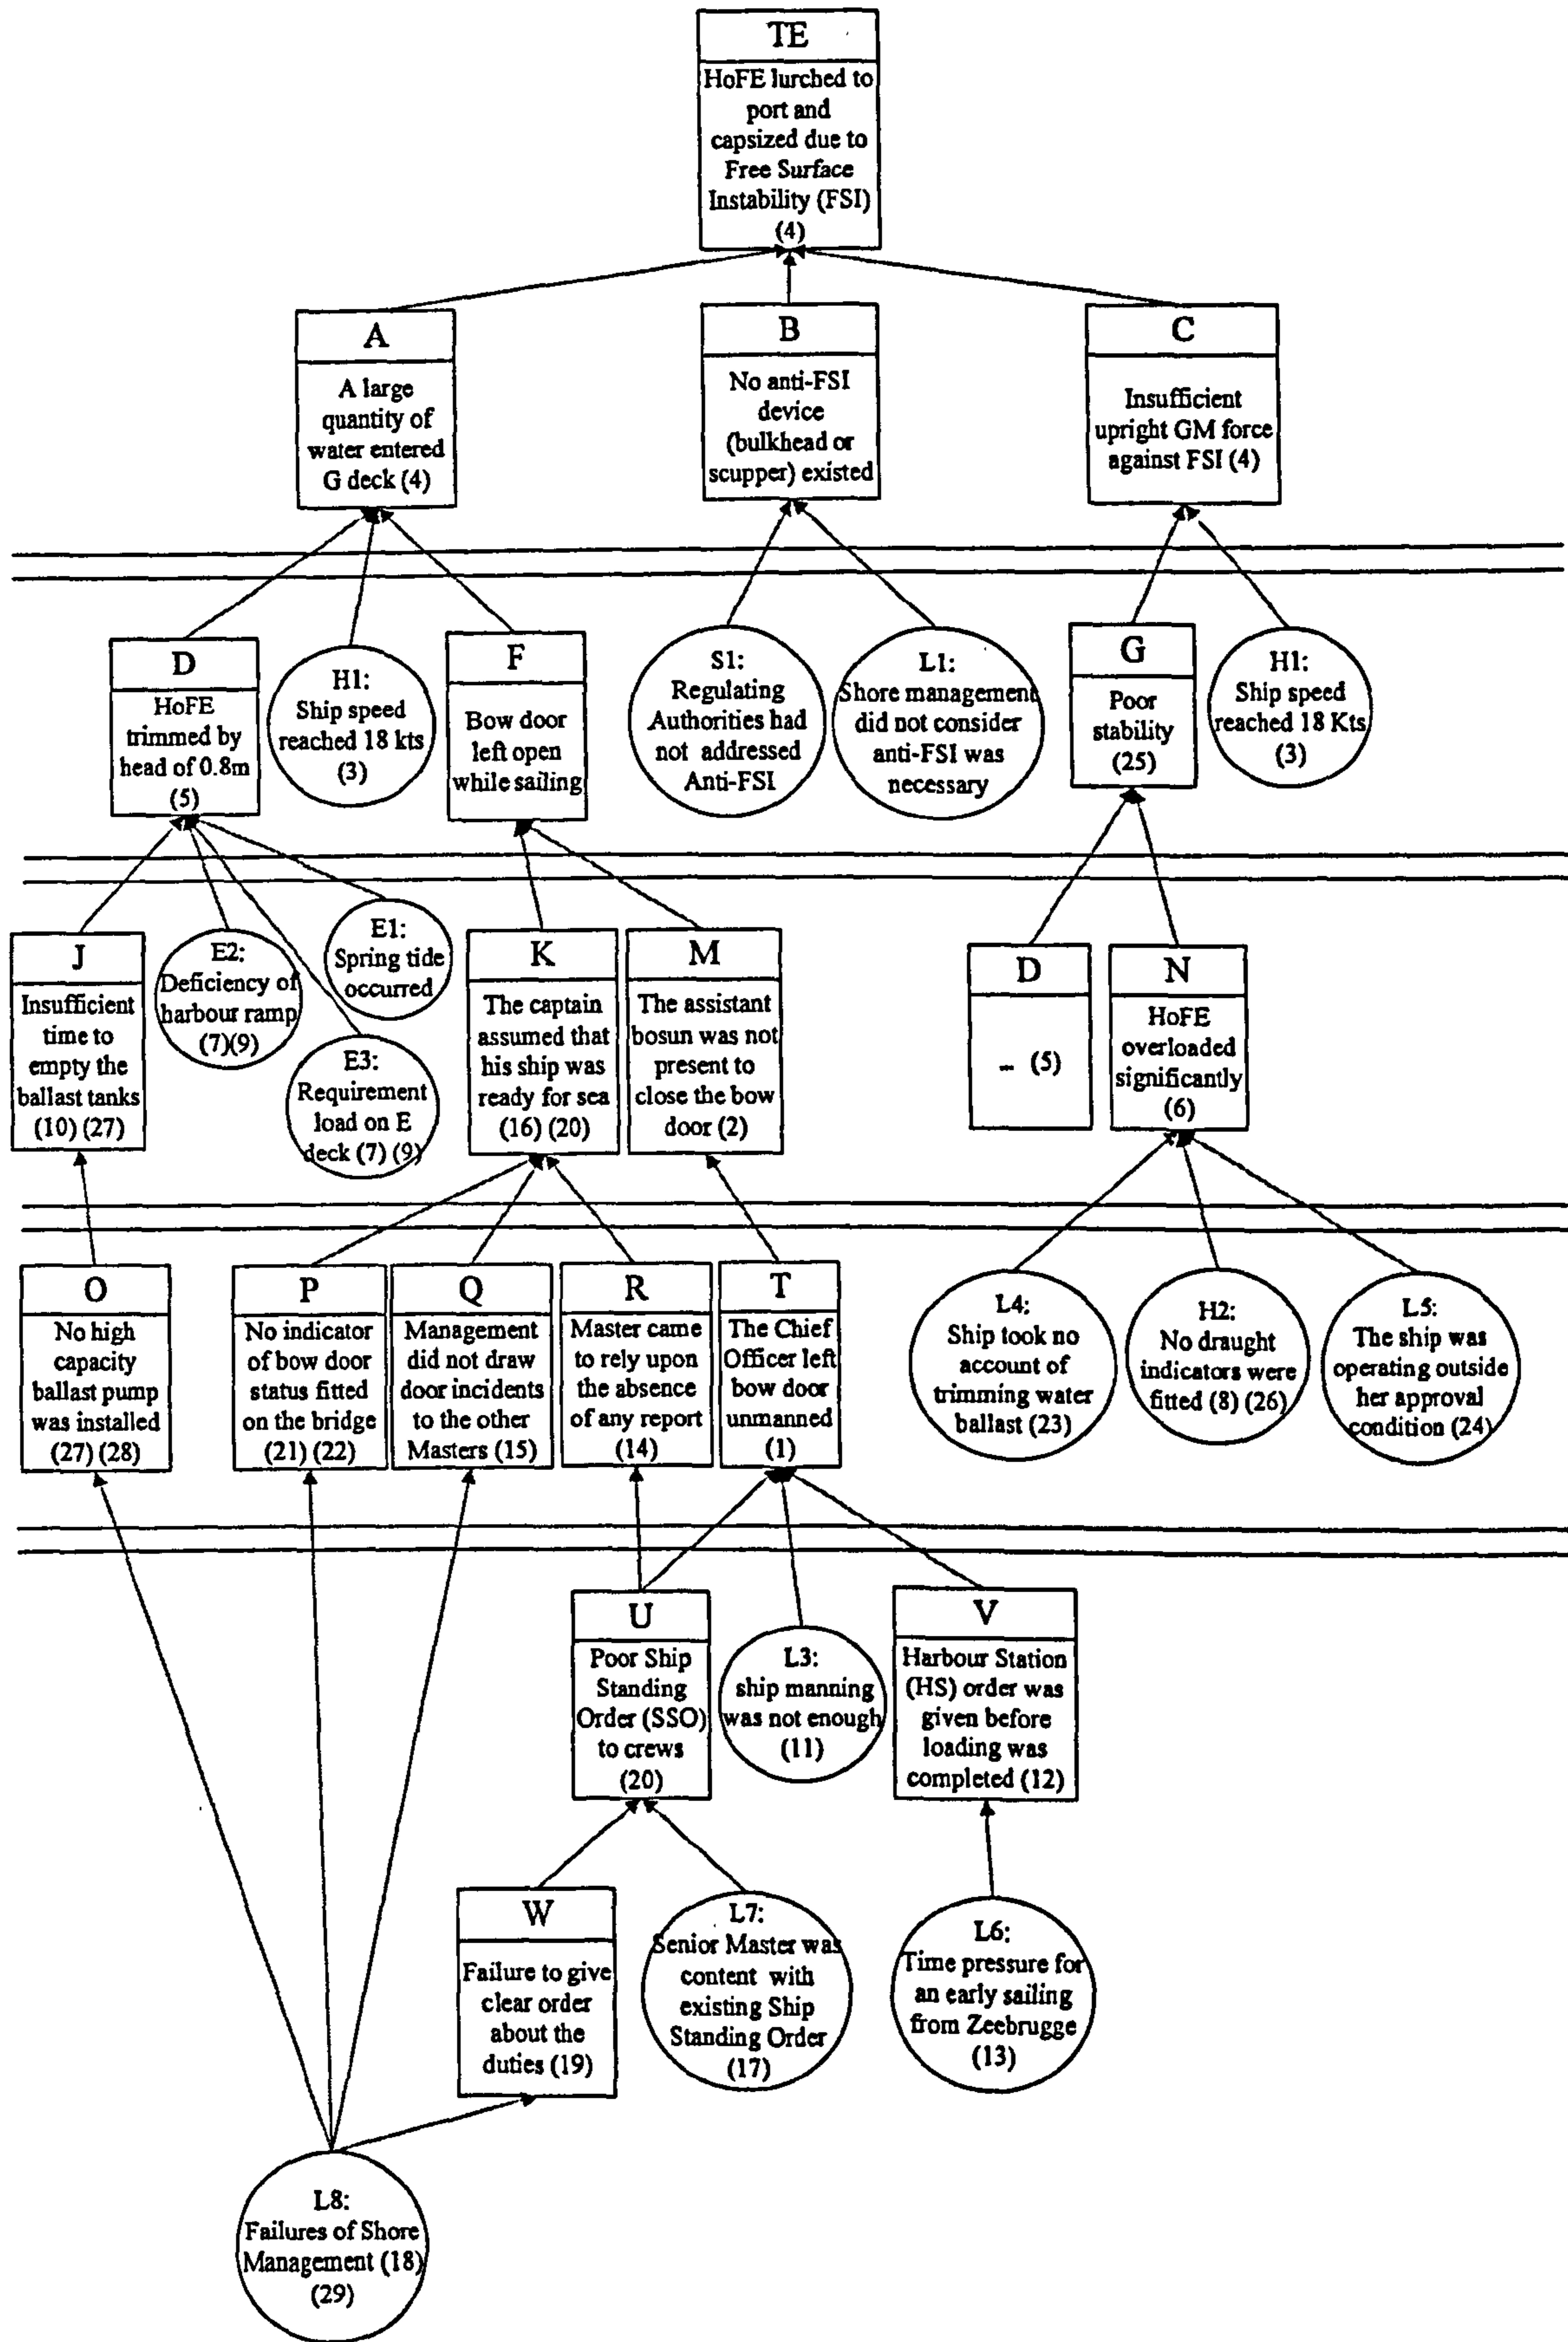 TE
HoFE lurched to
port and
capsized due to
Free Surface
Instability (FSI)
(4)
A
A large
quantity of
water entered
G deck (4)
B
No anti-FSI
device
(bulkhead or
scupper) existed
C
Insufficient
upright GM force
against FSI (4)
D
HoFE
trimmed by
head of 0.8m
(5)
H1:
Ship speed
reached 18 kts
(3)
F
Bow door
left open
while sailing
S1:
Regulating
Authorities had
not addressed
Anti-FSI
L1:
Shore management
did not consider
anti-FSI was
necessary
G
Poor
stability
(25)
H1:
Ship speed
reached 18 Kts
(3)
J
Insufficient
time to
empty the
ballast tanks
(10) (27)
E2:
Deficiency of
harbour ramp
(7)(9)
E3:
Requirement
load on E
deck (7) (9)
E1:
Spring tide
occurred
K
The captain
assumed that
his ship was
ready for sea
(16) (20)
M
The assistant
bosun was not
present to
close the bow
door (2)
D
– (5)
N
HoFE
overloaded
significantly
(6)
O
No high
capacity
ballast pump
was installed
(27) (28)
P
No indicator
of bow door
status fitted
on the bridge
(21) (22)
Q
Management
did not draw
door incidents
to the other
Masters (15)
R
Master came
to rely upon
the absence
of any report
(14)
T
The Chief
Officer left
bow door
unmanned
(1)
L4:
Ship took no
account of
trimming water
ballast (23)
H2:
No draught
indicators were
fitted (8) (26)
L5:
The ship was
operating outside
her approval
condition (24)
U
Poor Ship
Standing
Order (SSO)
to crews
(20)
L3:
ship manning
was not enough
(11)
V
Harbour Station
(HS) order was
given before
loading was
completed (12)
W
Failure to give
clear order
about the
duties (19)
L7:
Senior Master was
content with
existing Ship
Standing Order
(17)
L6:
Time pressure for
an early sailing
from Zeebrugge
(13)
L8:
Failures of Shore
Management (18)
(29)